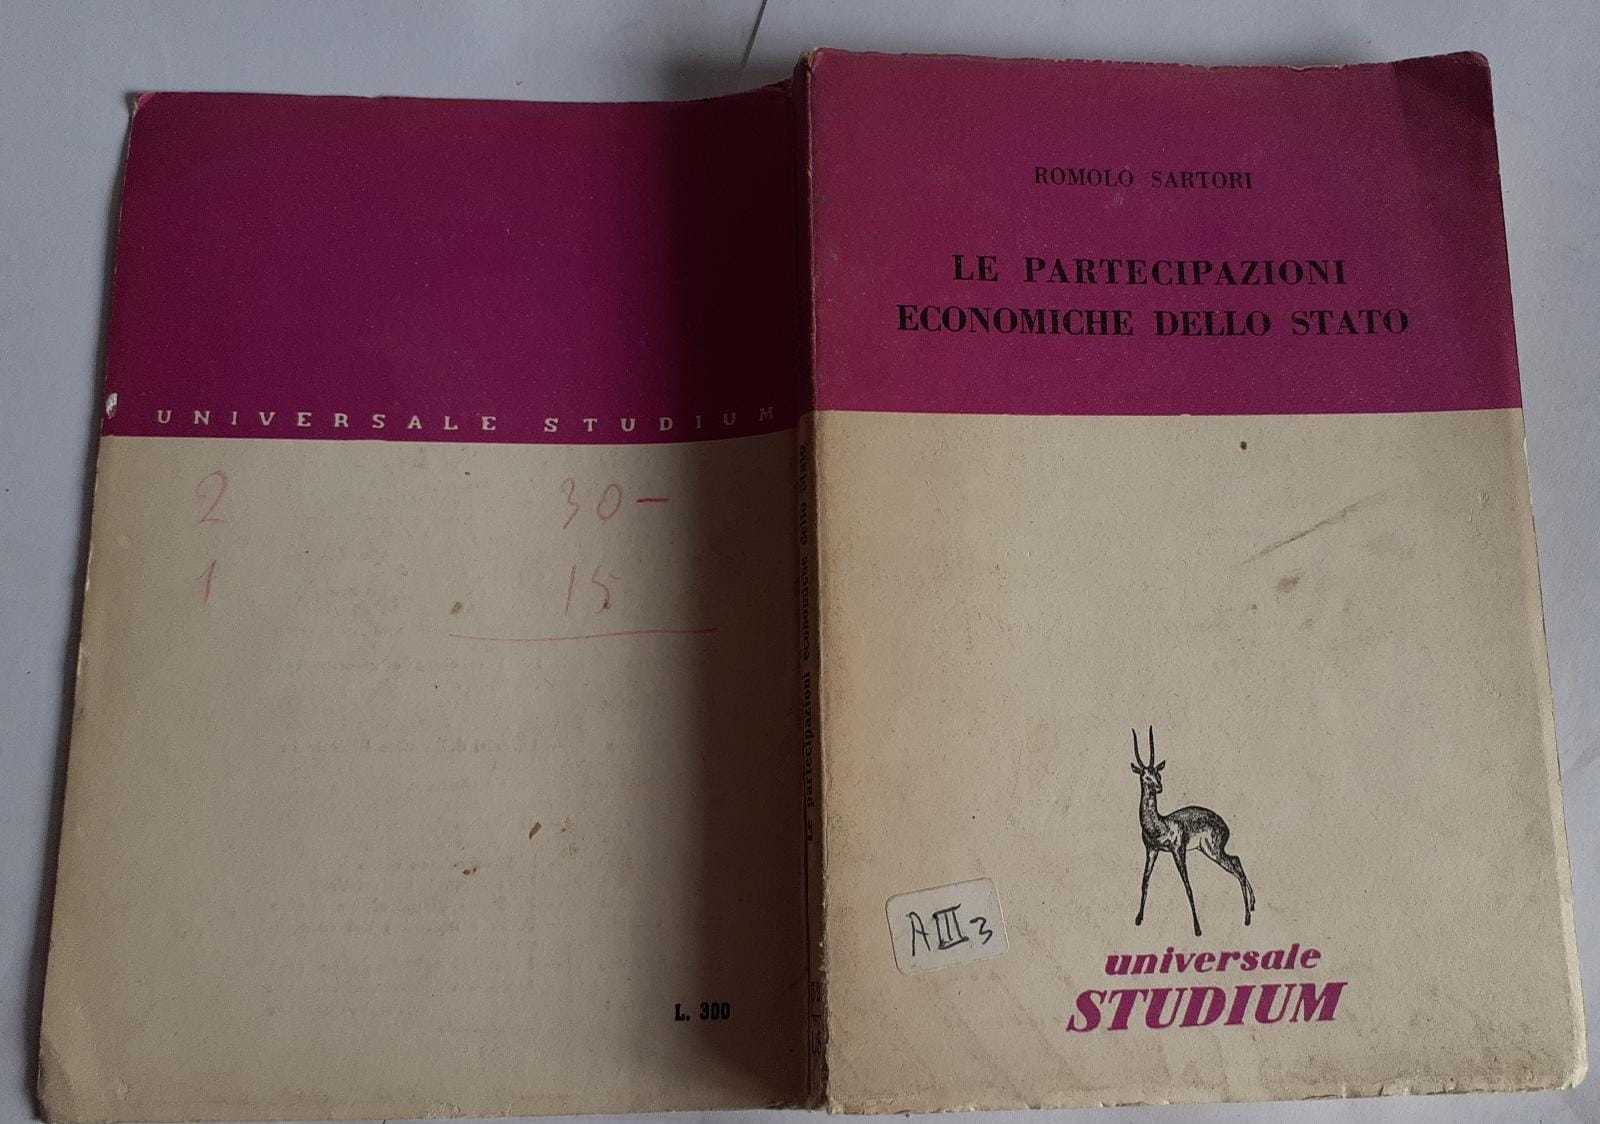 ROMOLO SARTORI
LE PARTECIPAZIONI
ECONOMICHE DELLO STATO
AIII3
universale
STUDIUM
Le partecipazioni economiche dello Stato
UNIVERSALE STUDIUM
2 30-
1 15
L. 300